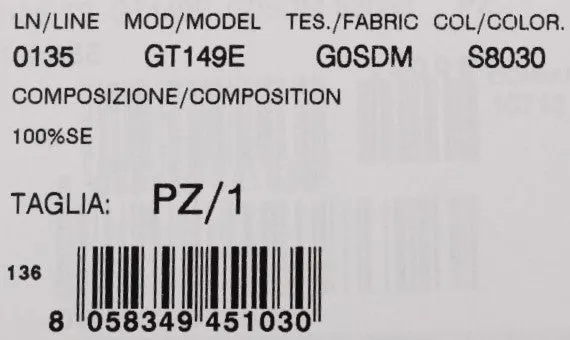 LN/LINE MOD/MODEL TES./FABRIC COL/COLOR.
0135 GT149E G0SDM S8030
COMPOSIZIONE/COMPOSITION
100%SE
TAGLIA: PZ/1
136
8 058349 451030